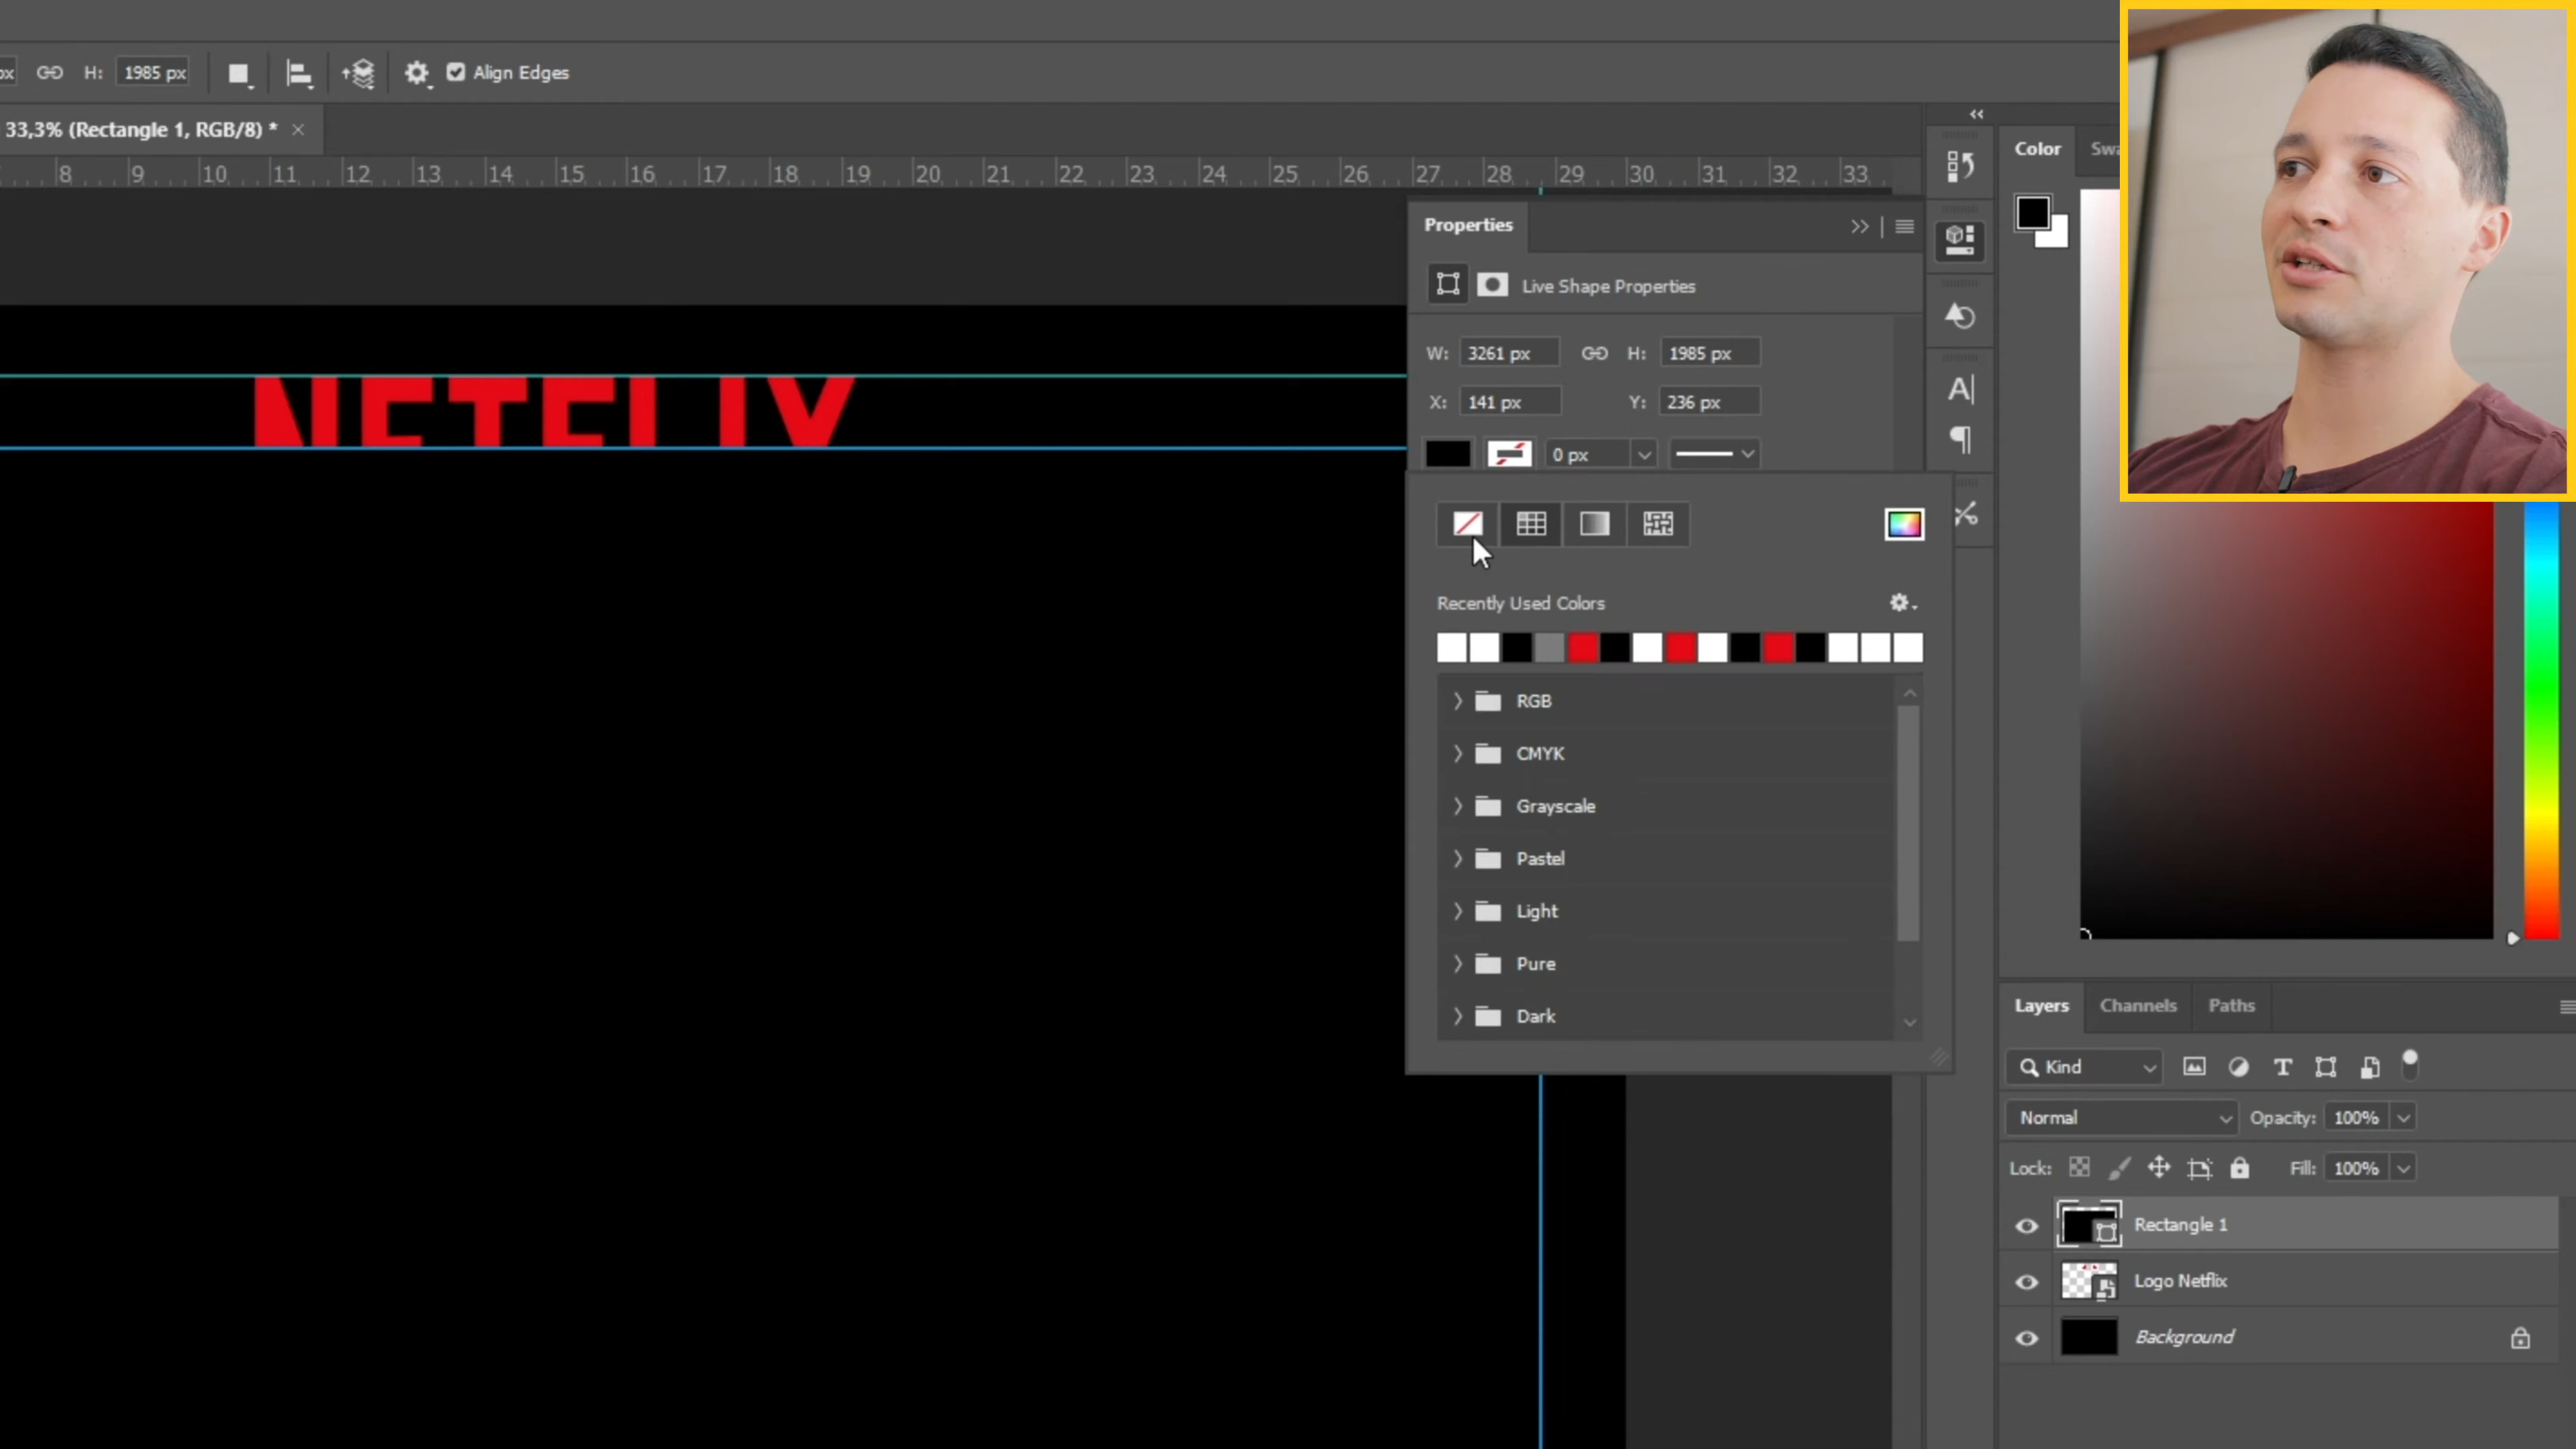 px H: 1985 px Align Edges
33,3% (Rectangle 1, RGB/8) * ×
8 9 10 11 12 13 14 15 16 17 18 19 20 21 22 23 24 25 26 27 28 29 30 31 32 33
Color Swa
Properties
Live Shape Properties
W: 3261 px H: 1985 px
X: 141 px Y: 236 px
NETFLIX
0 px
Recently Used Colors
RGB
CMYK
Grayscale
Pastel
Light
Pure
Dark
Layers Channels Paths
Kind
Normal Opacity: 100%
Lock: Fill: 100%
Rectangle 1
Logo Netflix
Background